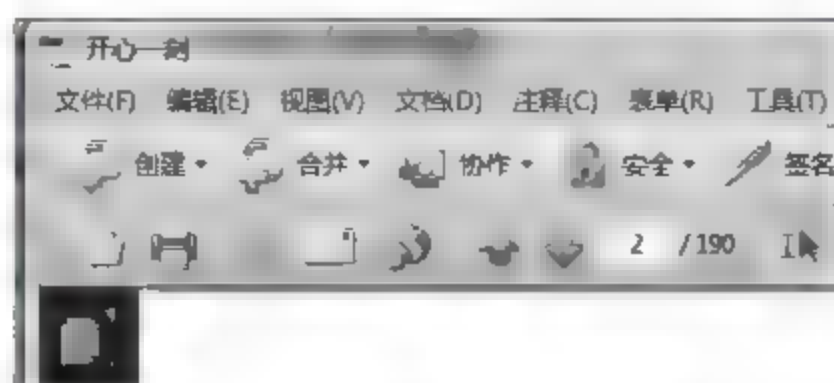 开心一刻
文件(F) 编辑(E) 视图(V) 文档(D) 注释(C) 表单(R) 工具(T)
创建 合并 协作 安全 签名
2 / 190